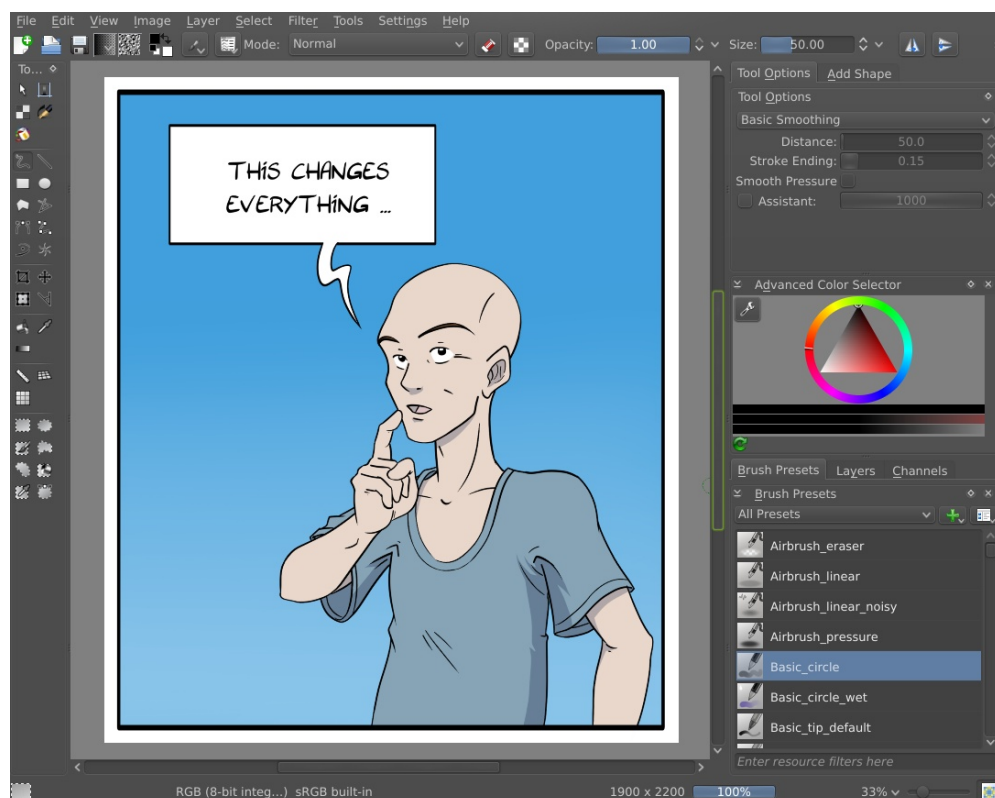 File Edit View Image Layer Select Filter Tools Settings Help
Mode: Normal Opacity: 1.00 Size: 50.00
To...
Tool Options Add Shape
Tool Options
Basic Smoothing
Distance: 50.0
Stroke Ending: 0.15
Smooth Pressure
Assistant: 1000
THIS CHANGES
EVERYTHING ...
Advanced Color Selector
Brush Presets Layers Channels
Brush Presets
All Presets
Airbrush_eraser
Airbrush_linear
Airbrush_linear_noisy
Airbrush_pressure
Basic_circle
Basic_circle_wet
Basic_tip_default
Enter resource filters here
RGB (8-bit integ...) sRGB built-in 1900 x 2200 100% 33%